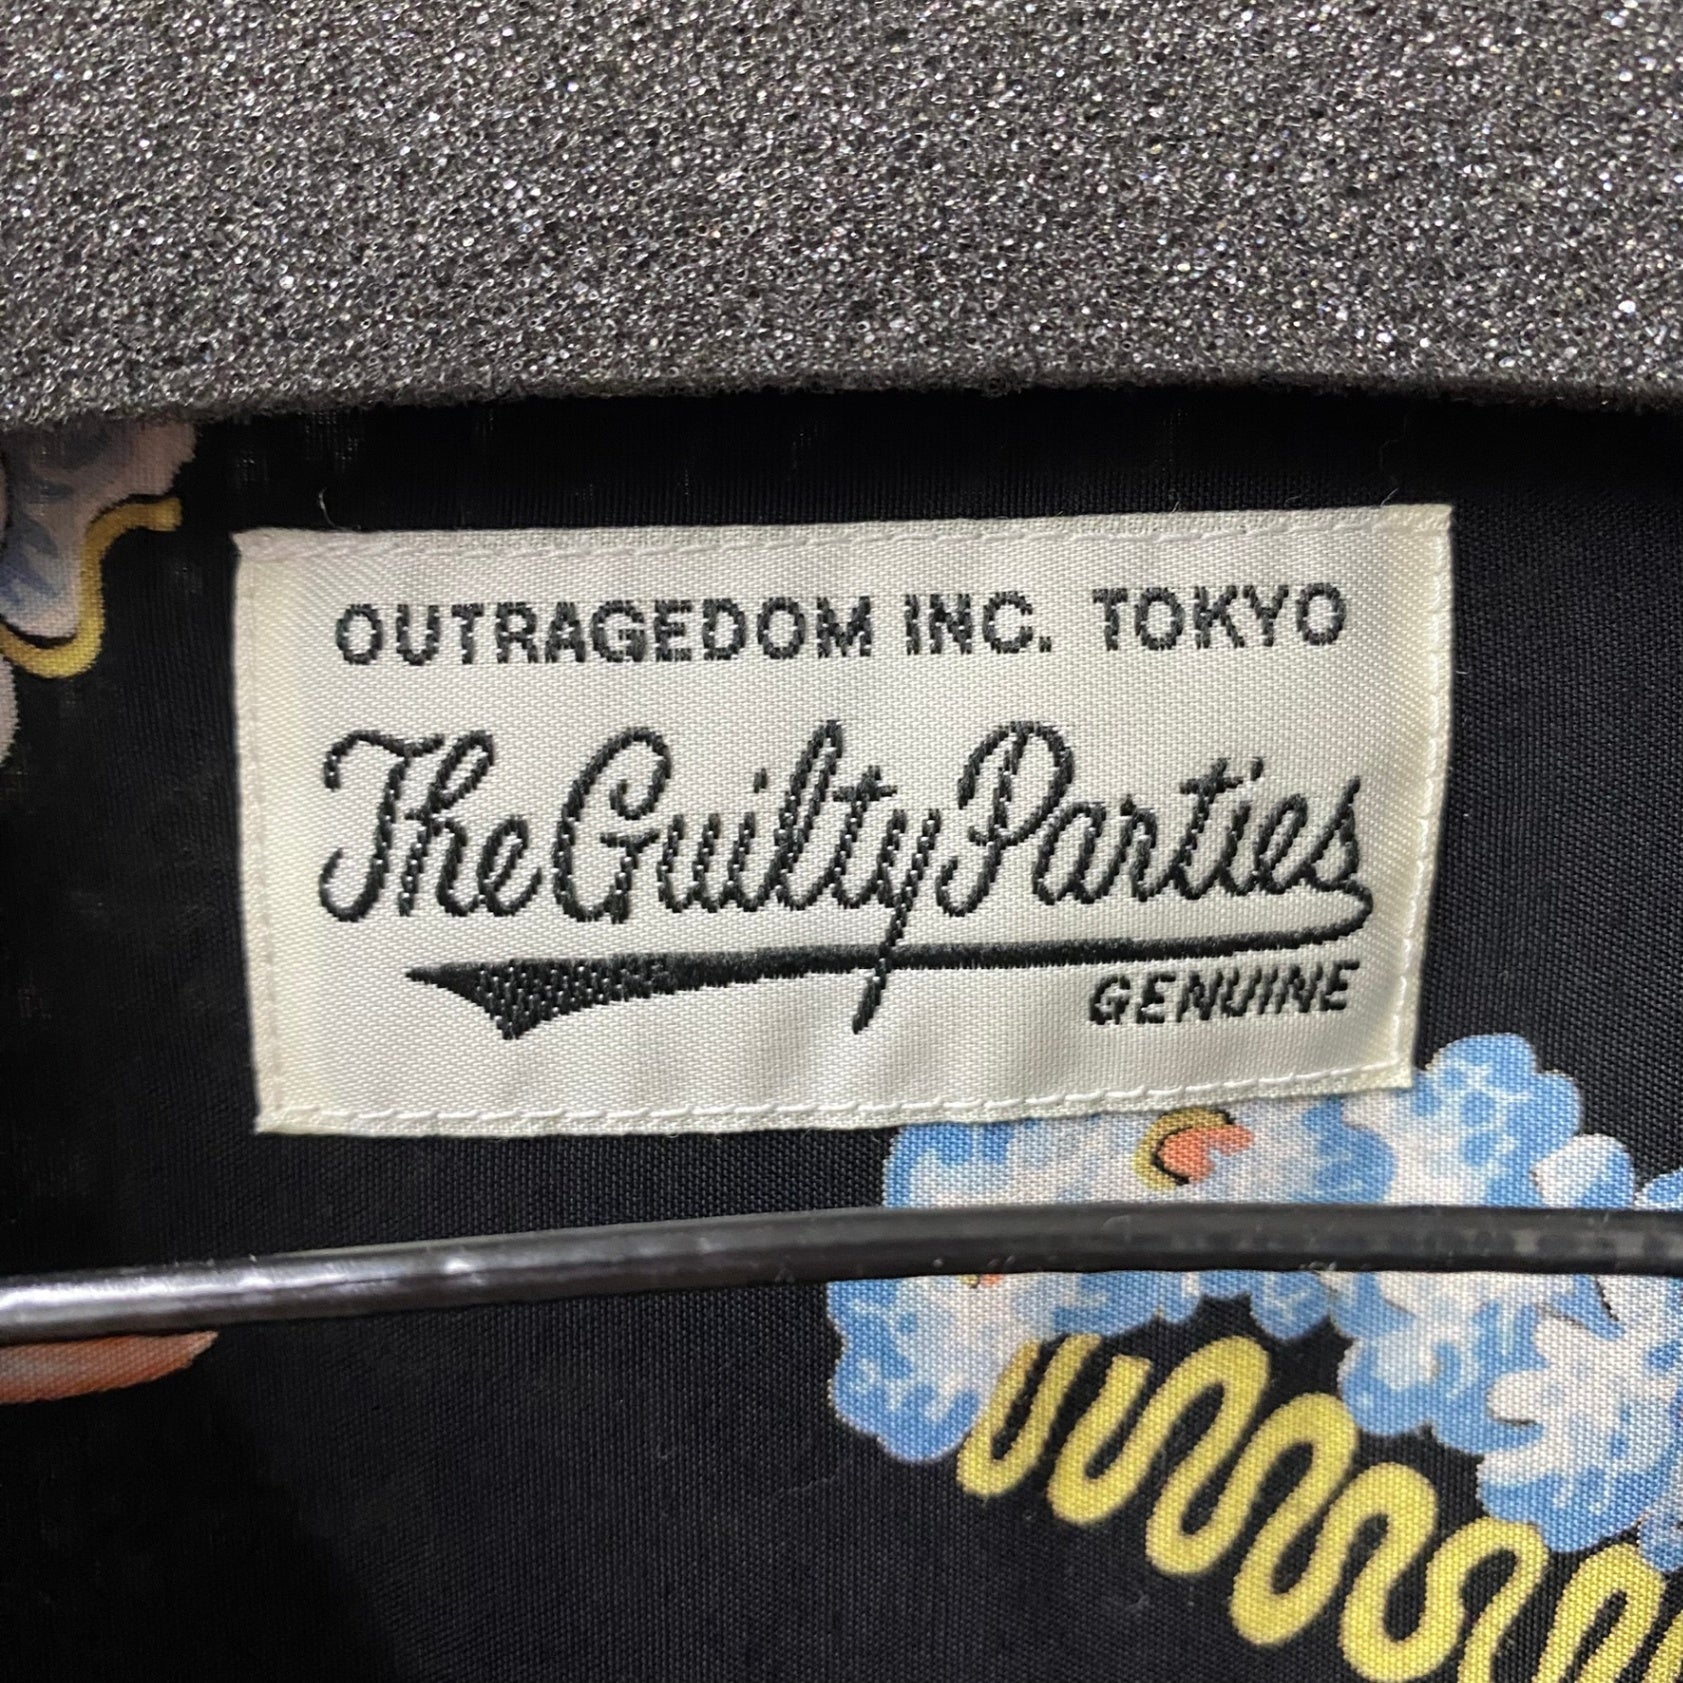 OUTRAGEDOM INC. TOKYO
The Guilty Parties
GENUINE